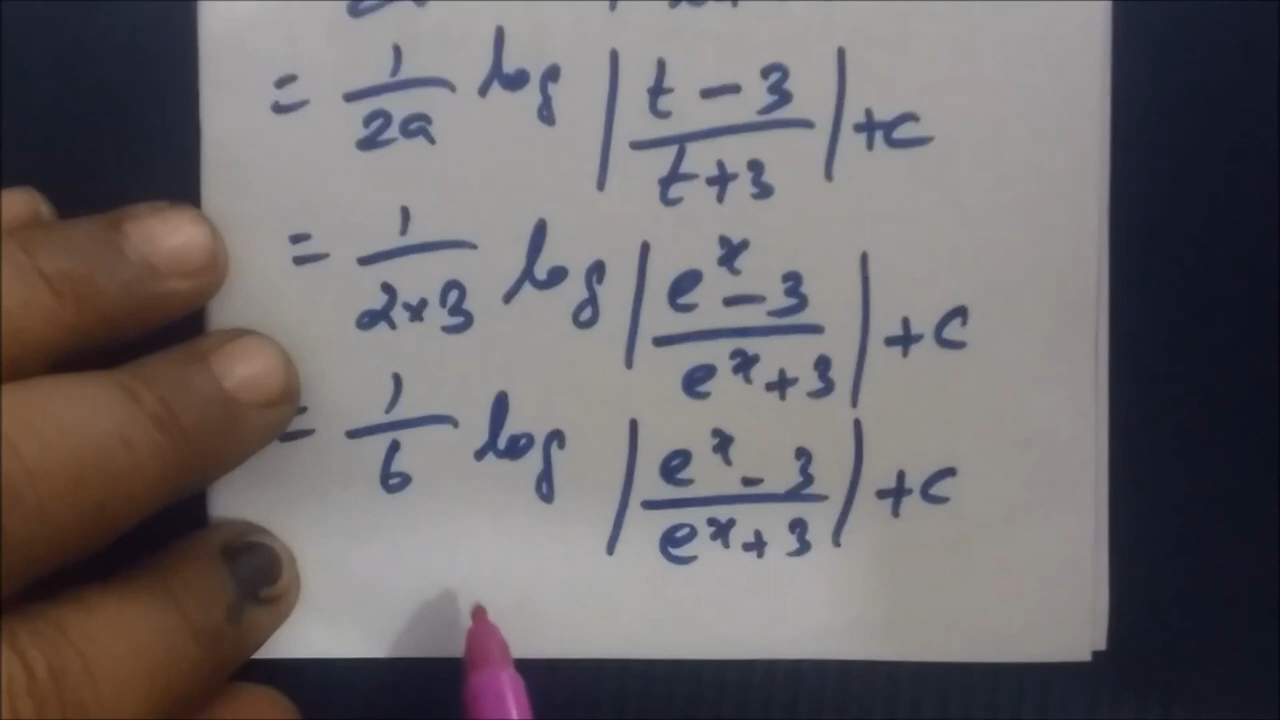 = 1/2a log |t - 3/t + 3| + c
= 1/2×3 log |e^x - 3/e^x + 3| + c
= 1/6 log |e^x - 3/e^x + 3| + c